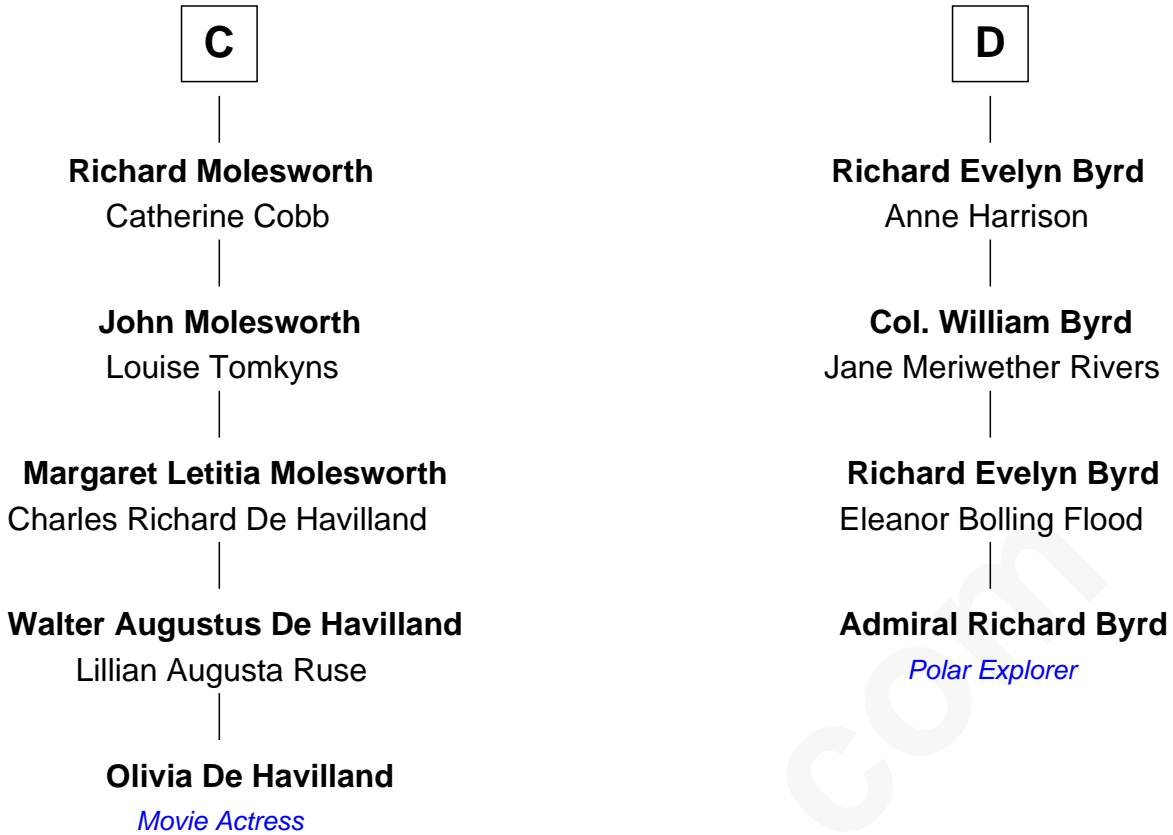 C
Richard Molesworth
Catherine Cobb
John Molesworth
Louise Tomkyns
Margaret Letitia Molesworth
Charles Richard De Havilland
Walter Augustus De Havilland
Lillian Augusta Ruse
Olivia De Havilland
Movie Actress
D
Richard Evelyn Byrd
Anne Harrison
Col. William Byrd
Jane Meriwether Rivers
Richard Evelyn Byrd
Eleanor Bolling Flood
Admiral Richard Byrd
Polar Explorer
com